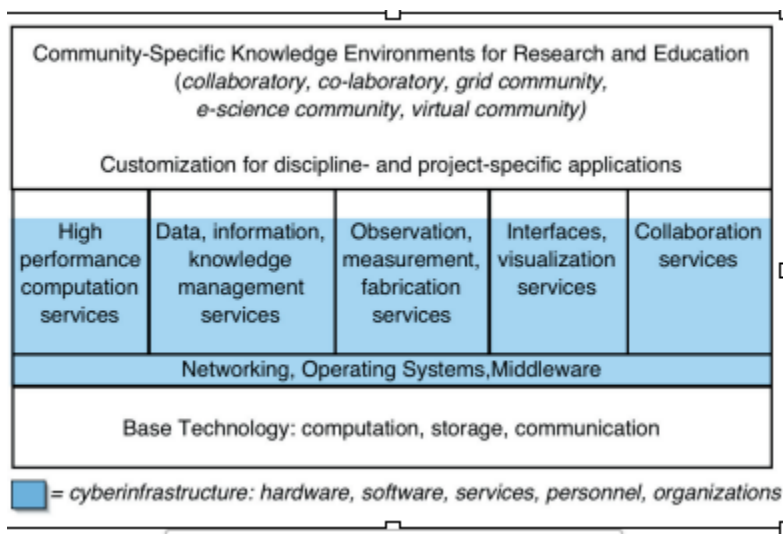 Community-Specific Knowledge Environments for Research and Education
(collaboratory, co-laboratory, grid community,
e-science community, virtual community)
Customization for discipline- and project-specific applications
High
performance
computation
services
Data, information,
knowledge
management
services
Observation,
measurement,
fabrication
services
Interfaces,
visualization
services
Collaboration
services
Networking, Operating Systems,Middleware
Base Technology: computation, storage, communication
= cyberinfrastructure: hardware, software, services, personnel, organizations